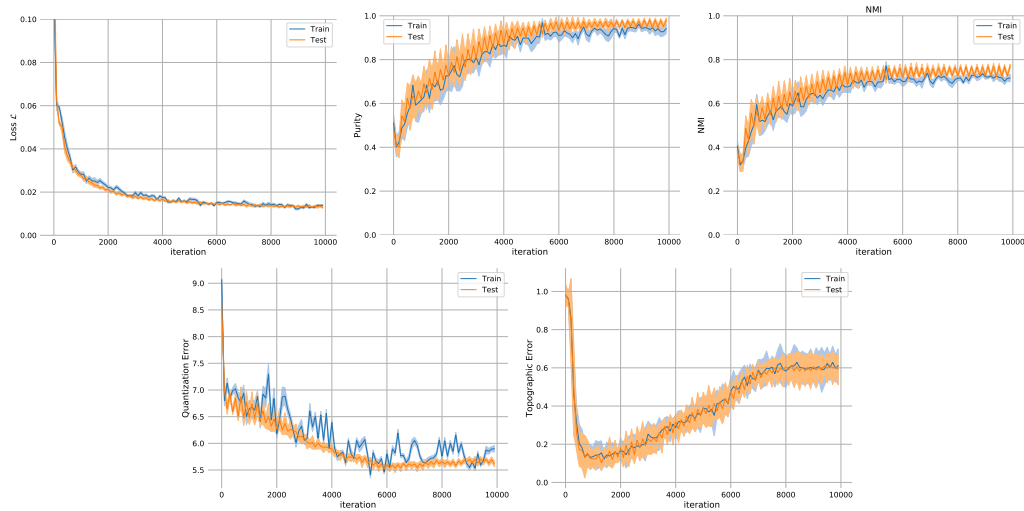 Loss ℒ
0.10
0.08
0.06
0.04
0.02
0.00
0
2000
4000
6000
8000
10000
iteration
Train
Test
Purity
1.0
0.8
0.6
0.4
0.2
0.0
0
2000
4000
6000
8000
10000
iteration
Train
Test
NMI
NMI
1.0
0.8
0.6
0.4
0.2
0.0
0
2000
4000
6000
8000
10000
iteration
Train
Test
Quantization Error
9.0
8.5
8.0
7.5
7.0
6.5
6.0
5.5
0
2000
4000
6000
8000
10000
iteration
Train
Test
Topographic Error
1.0
0.8
0.6
0.4
0.2
0.0
0
2000
4000
6000
8000
10000
iteration
Train
Test